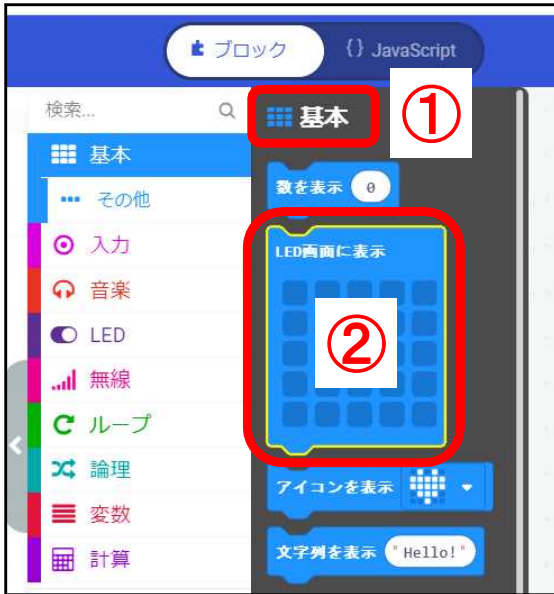 ブロック
{} JavaScript
検索...
基本
その他
入力
音楽
LED
無線
ループ
論理
変数
計算
基本
①
数を表示 0
LED画面に表示
②
アイコンを表示
文字列を表示 "Hello!"